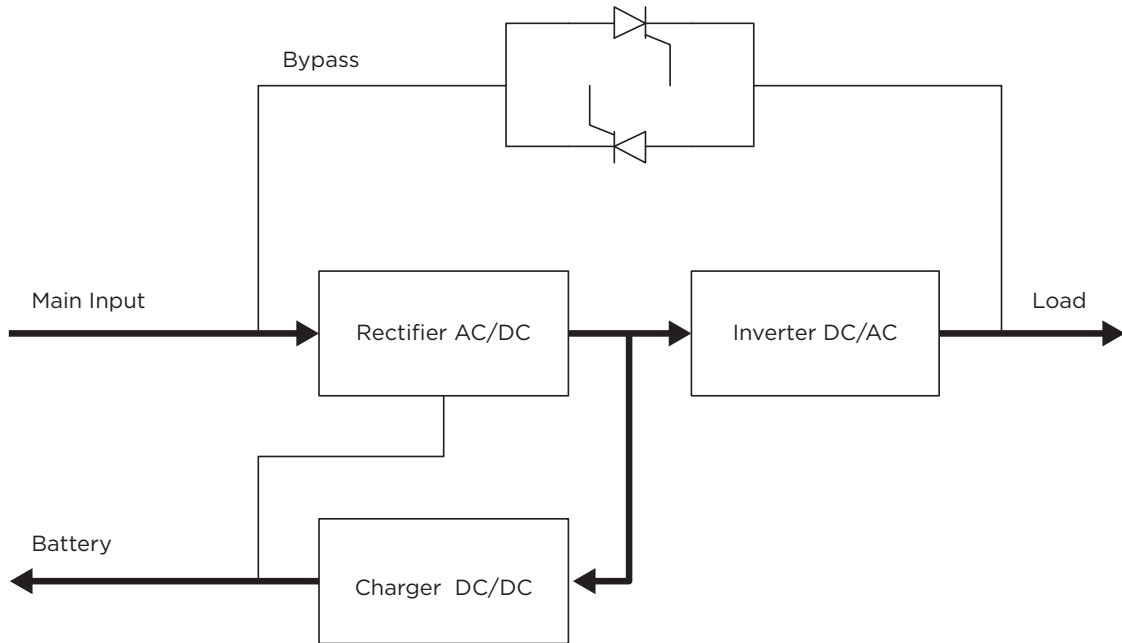 Bypass
Main Input
Rectifier AC/DC
Inverter DC/AC
Load
Battery
Charger  DC/DC